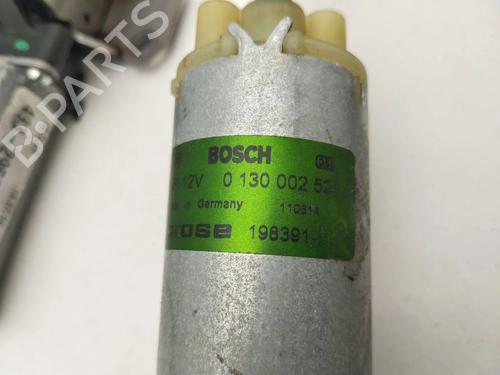 BOSCH
12V 0 130 002 52
in Germany 110614
brose 198391-
B-PARTS